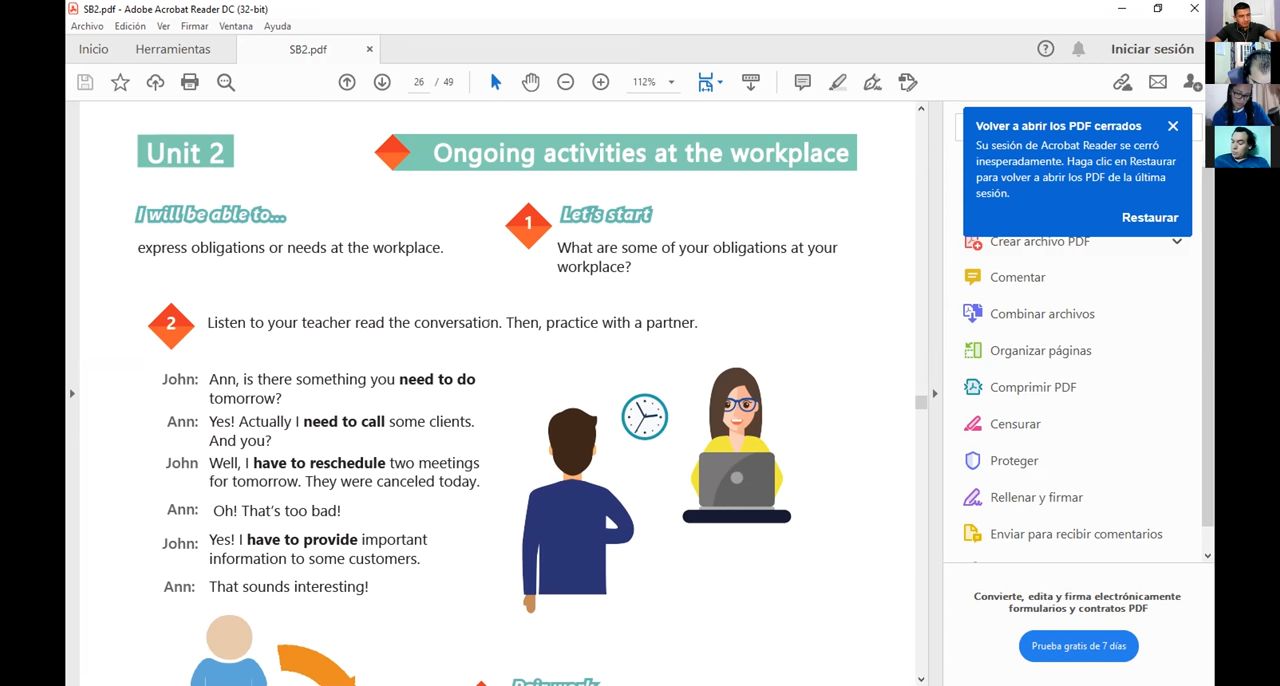 SB2.pdf - Adobe Acrobat Reader DC (32-bit)
Archivo Edición Ver Firmar Ventana Ayuda
Inicio Herramientas SB2.pdf × Iniciar sesión
26 / 49 112%
Unit 2 Ongoing activities at the workplace
I will be able to...
express obligations or needs at the workplace.
1 Let's start
What are some of your obligations at your
workplace?
2 Listen to your teacher read the conversation. Then, practice with a partner.
John: Ann, is there something you need to do
tomorrow?
Ann: Yes! Actually I need to call some clients.
And you?
John Well, I have to reschedule two meetings
for tomorrow. They were canceled today.
Ann: Oh! That's too bad!
John: Yes! I have to provide important
information to some customers.
Ann: That sounds interesting!
Pair work
Volver a abrir los PDF cerrados
Su sesión de Acrobat Reader se cerró
inesperadamente. Haga clic en Restaurar
para volver a abrir los PDF de la última
sesión.
Restaurar
Crear archivo PDF
Comentar
Combinar archivos
Organizar páginas
Comprimir PDF
Censurar
Proteger
Rellenar y firmar
Enviar para recibir comentarios
Convierte, edita y firma electrónicamente
formularios y contratos PDF
Prueba gratis de 7 días